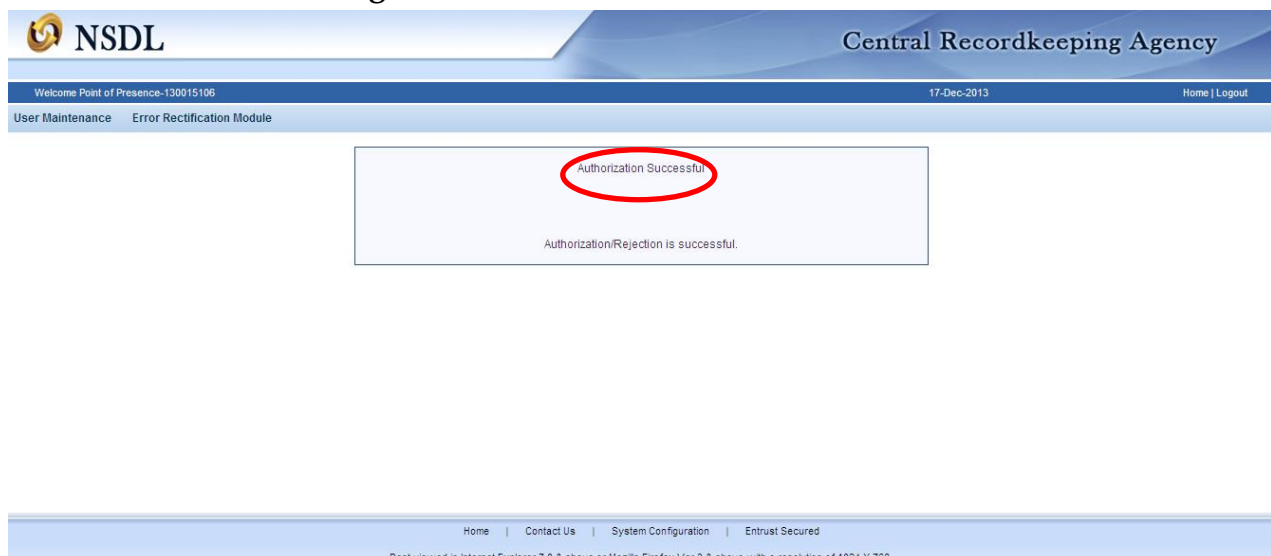 NSDL
Central Recordkeeping Agency
Welcome Point of Presence-130015106 17-Dec-2013 Home | Logout
User Maintenance Error Rectification Module
Authorization Successful
Authorization/Rejection is successful.
Home | Contact Us | System Configuration | Entrust Secured